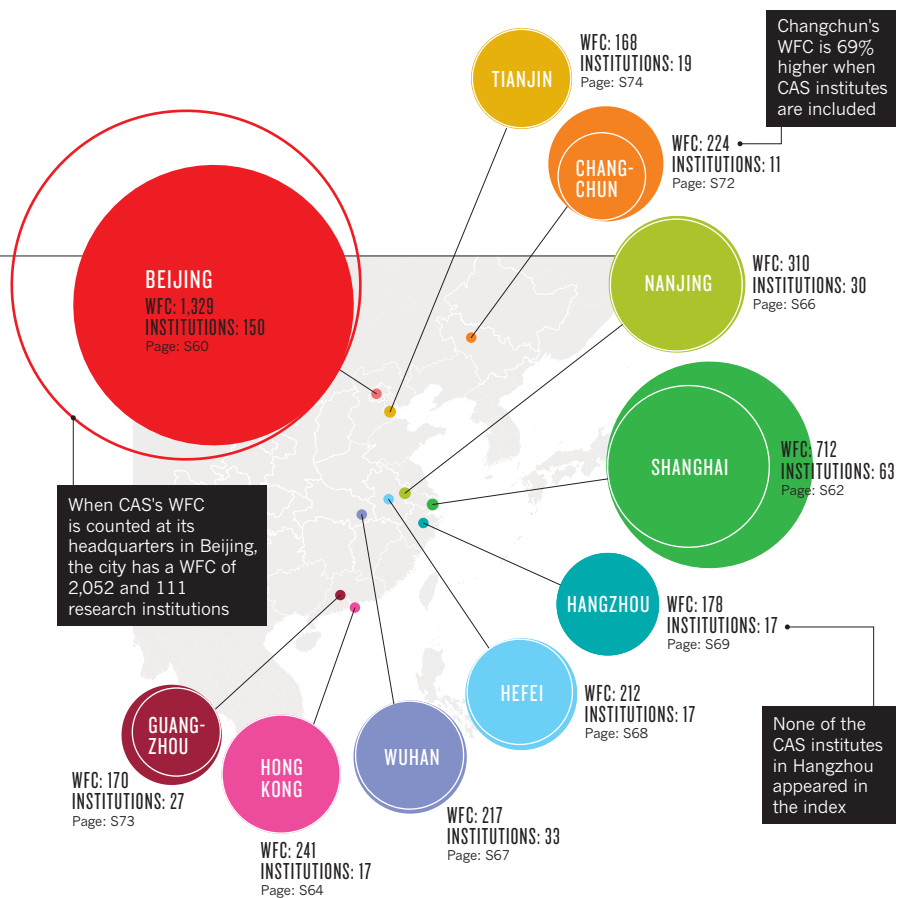 Changchun's
WFC is 69%
higher when
CAS institutes
are included
TIANJIN
WFC: 168
INSTITUTIONS: 19
Page: S74
CHANG-
CHUN
WFC: 224
INSTITUTIONS: 11
Page: S72
NANJING
WFC: 310
INSTITUTIONS: 30
Page: S66
BEIJING
WFC: 1,329
INSTITUTIONS: 150
Page: S60
SHANGHAI
WFC: 712
INSTITUTIONS: 63
Page: S62
When CAS's WFC
is counted at its
headquarters in Beijing,
the city has a WFC of
2,052 and 111
research institutions
HANGZHOU
WFC: 178
INSTITUTIONS: 17
Page: S69
HEFEI
WFC: 212
INSTITUTIONS: 17
Page: S68
None of the
CAS institutes
in Hangzhou
appeared in
the index
GUANG-
ZHOU
WFC: 170
INSTITUTIONS: 27
Page: S73
HONG
KONG
WFC: 241
INSTITUTIONS: 17
Page: S64
WUHAN
WFC: 217
INSTITUTIONS: 33
Page: S67